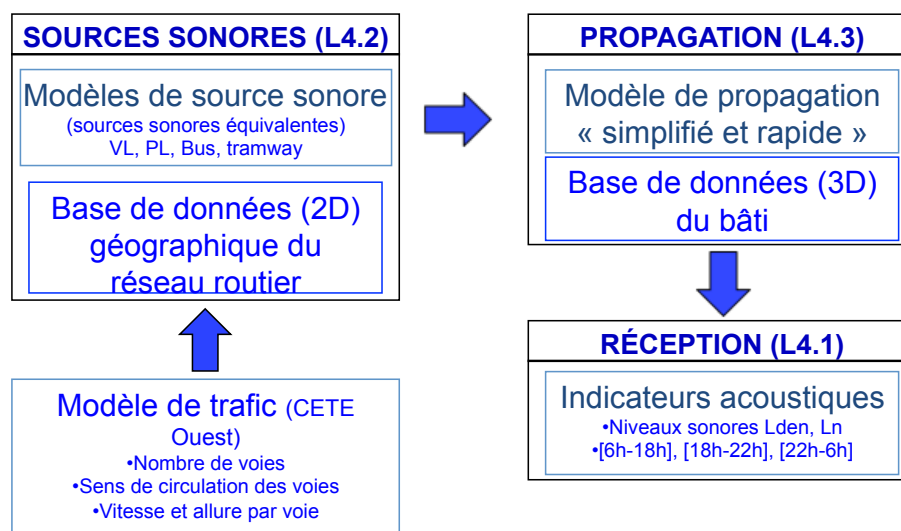 SOURCES SONORES (L4.2)
Modèles de source sonore
(sources sonores équivalentes)
VL, PL, Bus, tramway
Base de données (2D)
géographique du
réseau routier
Modèle de trafic (CETE
Ouest)
•Nombre de voies
•Sens de circulation des voies
•Vitesse et allure par voie
PROPAGATION (L4.3)
Modèle de propagation
« simplifié et rapide »
Base de données (3D)
du bâti
RÉCEPTION (L4.1)
Indicateurs acoustiques
•Niveaux sonores Lden, Ln
•[6h-18h], [18h-22h], [22h-6h]